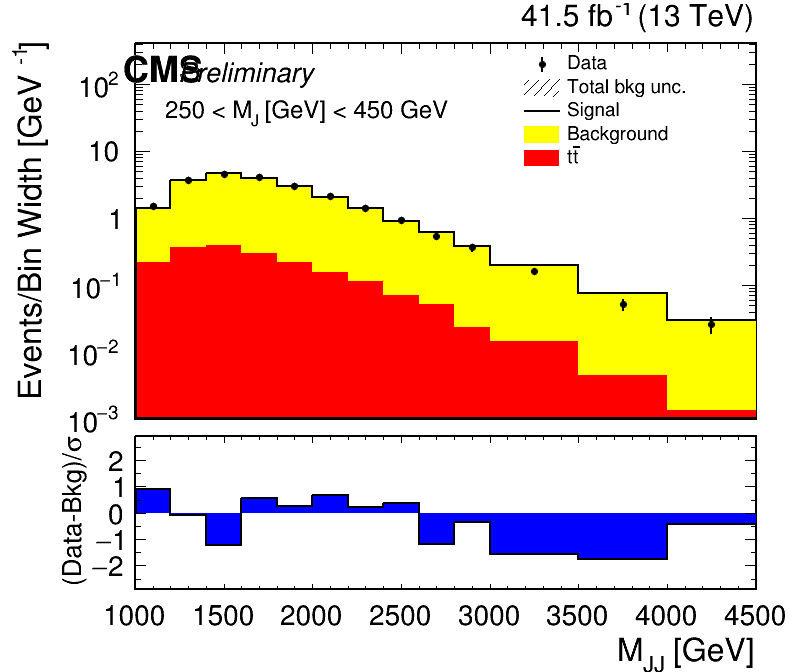 41.5 fb⁻¹ (13 TeV)
CMS Preliminary
250 < M_J [GeV] < 450 GeV
Data
Total bkg unc.
Signal
Background
tt̄
Events/Bin Width [GeV⁻¹]
10²
10
1
10⁻¹
10⁻²
10⁻³
(Data-Bkg)/σ
2
1
0
−1
−2
1000 1500 2000 2500 3000 3500 4000 4500
M_JJ [GeV]